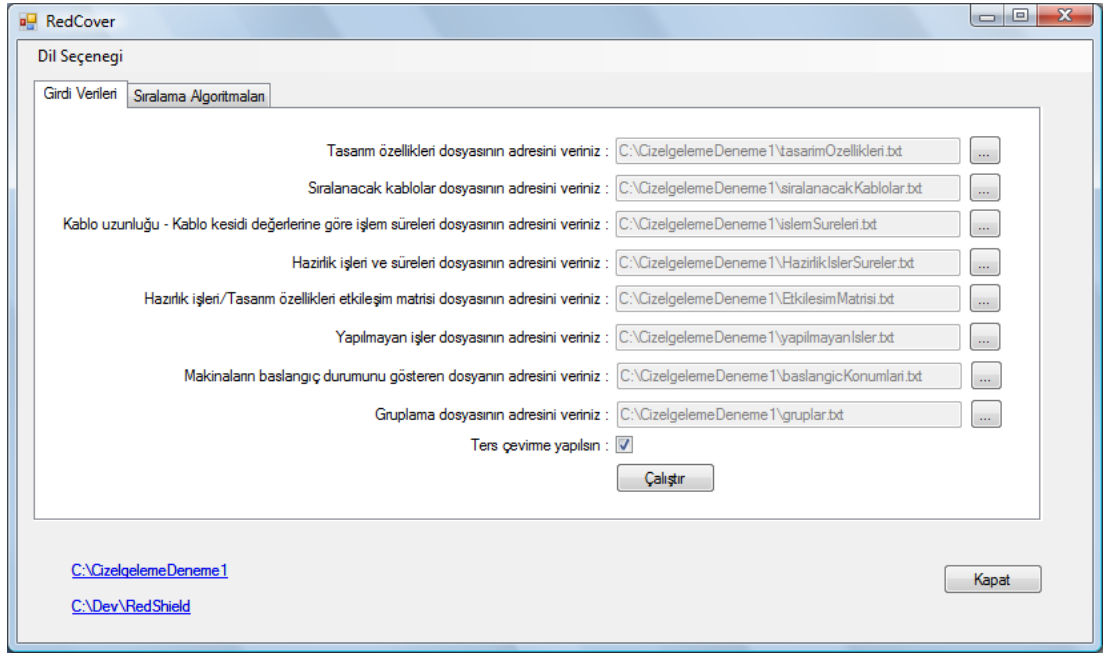 RedCover
Dil Seçenegi
Girdi Verileri Sıralama Algoritmaları
Tasarım özellikleri dosyasının adresini veriniz : C:\CizelgelemeDeneme1\tasarimOzellikleri.txt ...
Sıralanacak kablolar dosyasının adresini veriniz : C:\CizelgelemeDeneme1\siralanacakKablolar.txt ...
Kablo uzunluğu - Kablo kesidi değerlerine göre işlem süreleri dosyasının adresini veriniz : C:\CizelgelemeDeneme1\islemSureleri.txt ...
Hazirlik işleri ve süreleri dosyasının adresini veriniz : C:\CizelgelemeDeneme1\HazirlikIslerSureler.txt ...
Hazırlık işleri/Tasarım özellikleri etkileşim matrisi dosyasının adresini veriniz : C:\CizelgelemeDeneme1\EtkilesimMatrisi.txt ...
Yapılmayan işler dosyasının adresini veriniz : C:\CizelgelemeDeneme1\yapilmayanIsler.txt ...
Makinaların baslangıç durumunu gösteren dosyanın adresini veriniz : C:\CizelgelemeDeneme1\baslangicKonumlari.txt ...
Gruplama dosyasının adresini veriniz : C:\CizelgelemeDeneme1\gruplar.txt ...
Ters çevirme yapılsın :
Çalıştır
C:\CizelgelemeDeneme1
Kapat
C:\Dev\RedShield